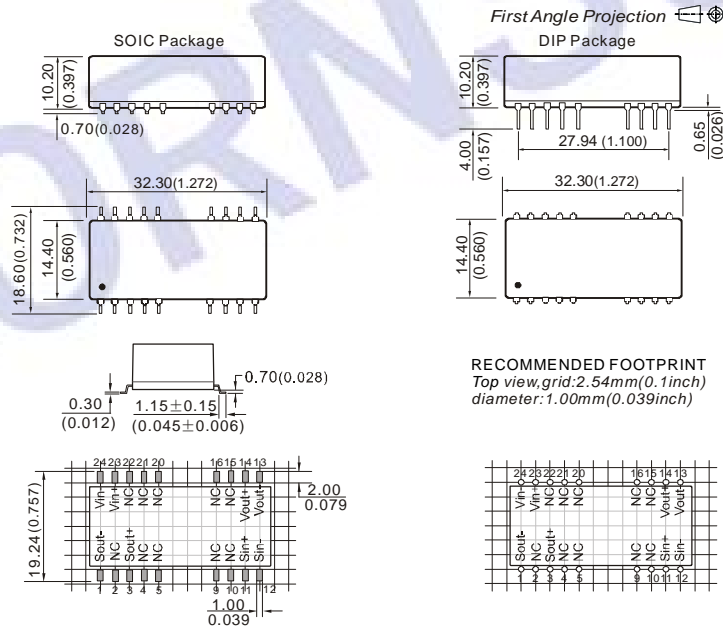 First Angle Projection
SOIC Package
10.20
(0.397)
0.70(0.028)
DIP Package
10.20
(0.397)
4.00
(0.157)
27.94 (1.100)
0.65
(0.026)
32.30(1.272)
18.60(0.732)
14.40
(0.560)
32.30(1.272)
14.40
(0.560)
0.70(0.028)
0.30
(0.012)
1.15±0.15
(0.045±0.006)
RECOMMENDED FOOTPRINT
Top view,grid:2.54mm(0.1inch)
diameter:1.00mm(0.039inch)
24 23 22 21 20 16 15 14 13
Vin- Vin+ NC NC NC NC NC Vout+ Vout-
19.24 (0.757)
2.00
0.079
Sout- NC Sout+ NC NC NC NC Sin+ Sin-
1 2 3 4 5 9 10 11 12
1.00
0.039
24 23 22 21 20 16 15 14 13
Vin- Vin+ NC NC NC NC NC Vout+ Vout-
Sout- NC Sout+ NC NC NC NC Sin+ Sin-
1 2 3 4 5 9 10 11 12
ORNS